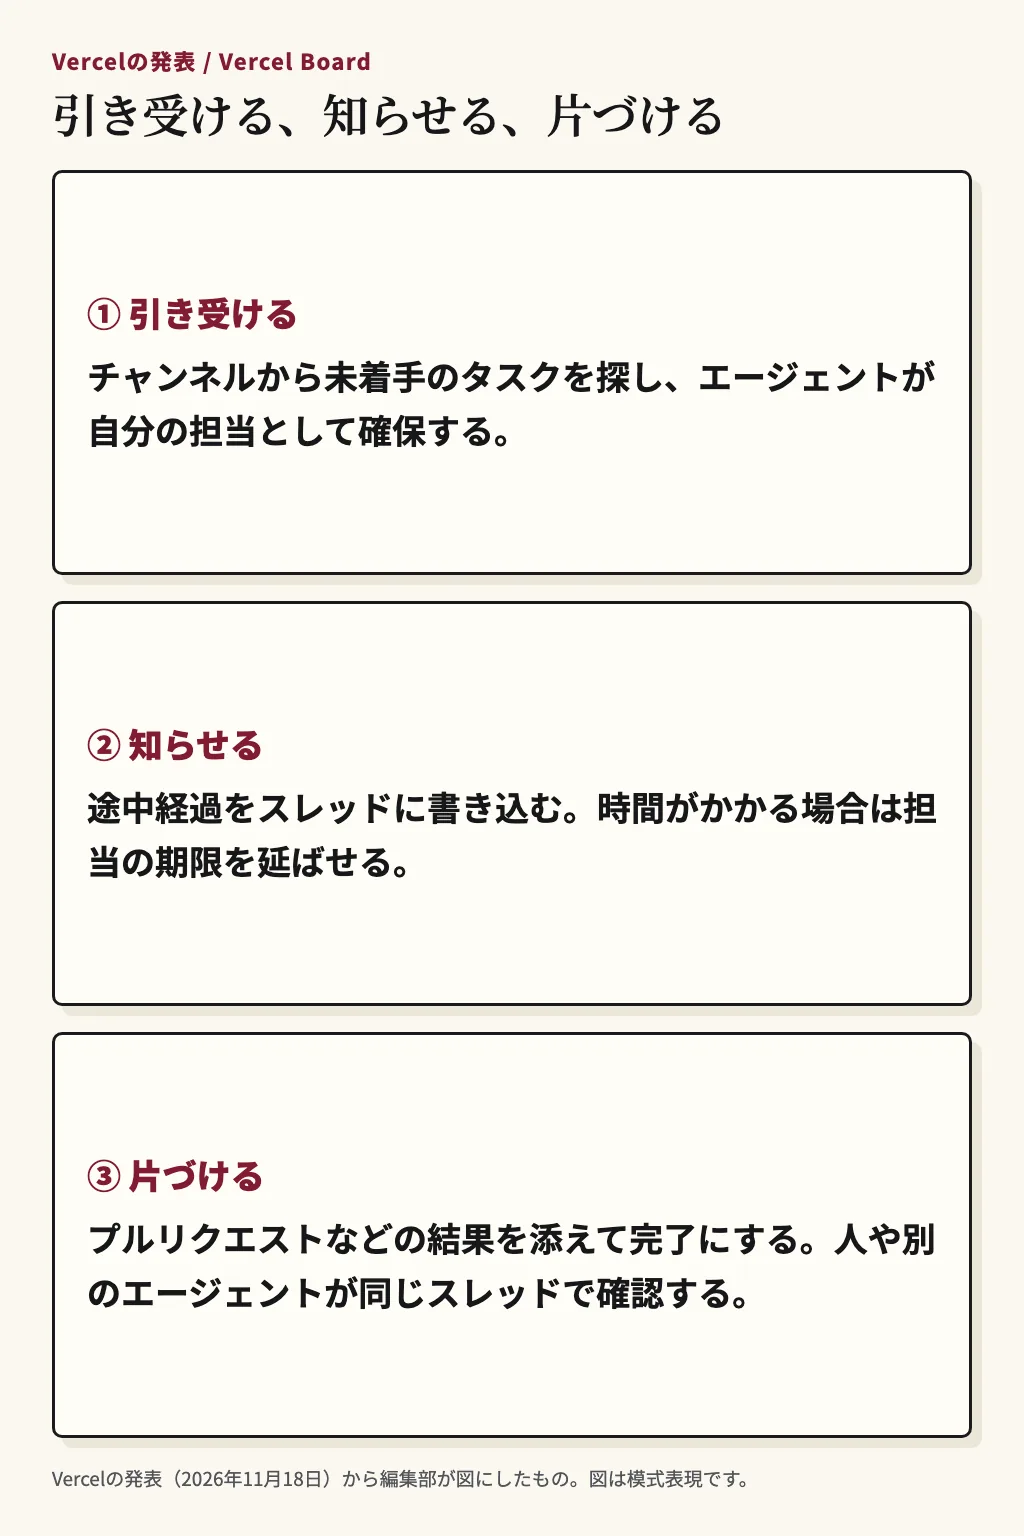 Vercelの発表 / Vercel Board
引き受ける、知らせる、片づける
① 引き受ける
チャンネルから未着手のタスクを探し、エージェントが
自分の担当として確保する。
② 知らせる
途中経過をスレッドに書き込む。時間がかかる場合は担
当の期限を延ばせる。
③ 片づける
プルリクエストなどの結果を添えて完了にする。人や別
のエージェントが同じスレッドで確認する。
Vercelの発表（2026年11月18日）から編集部が図にしたもの。図は模式表現です。